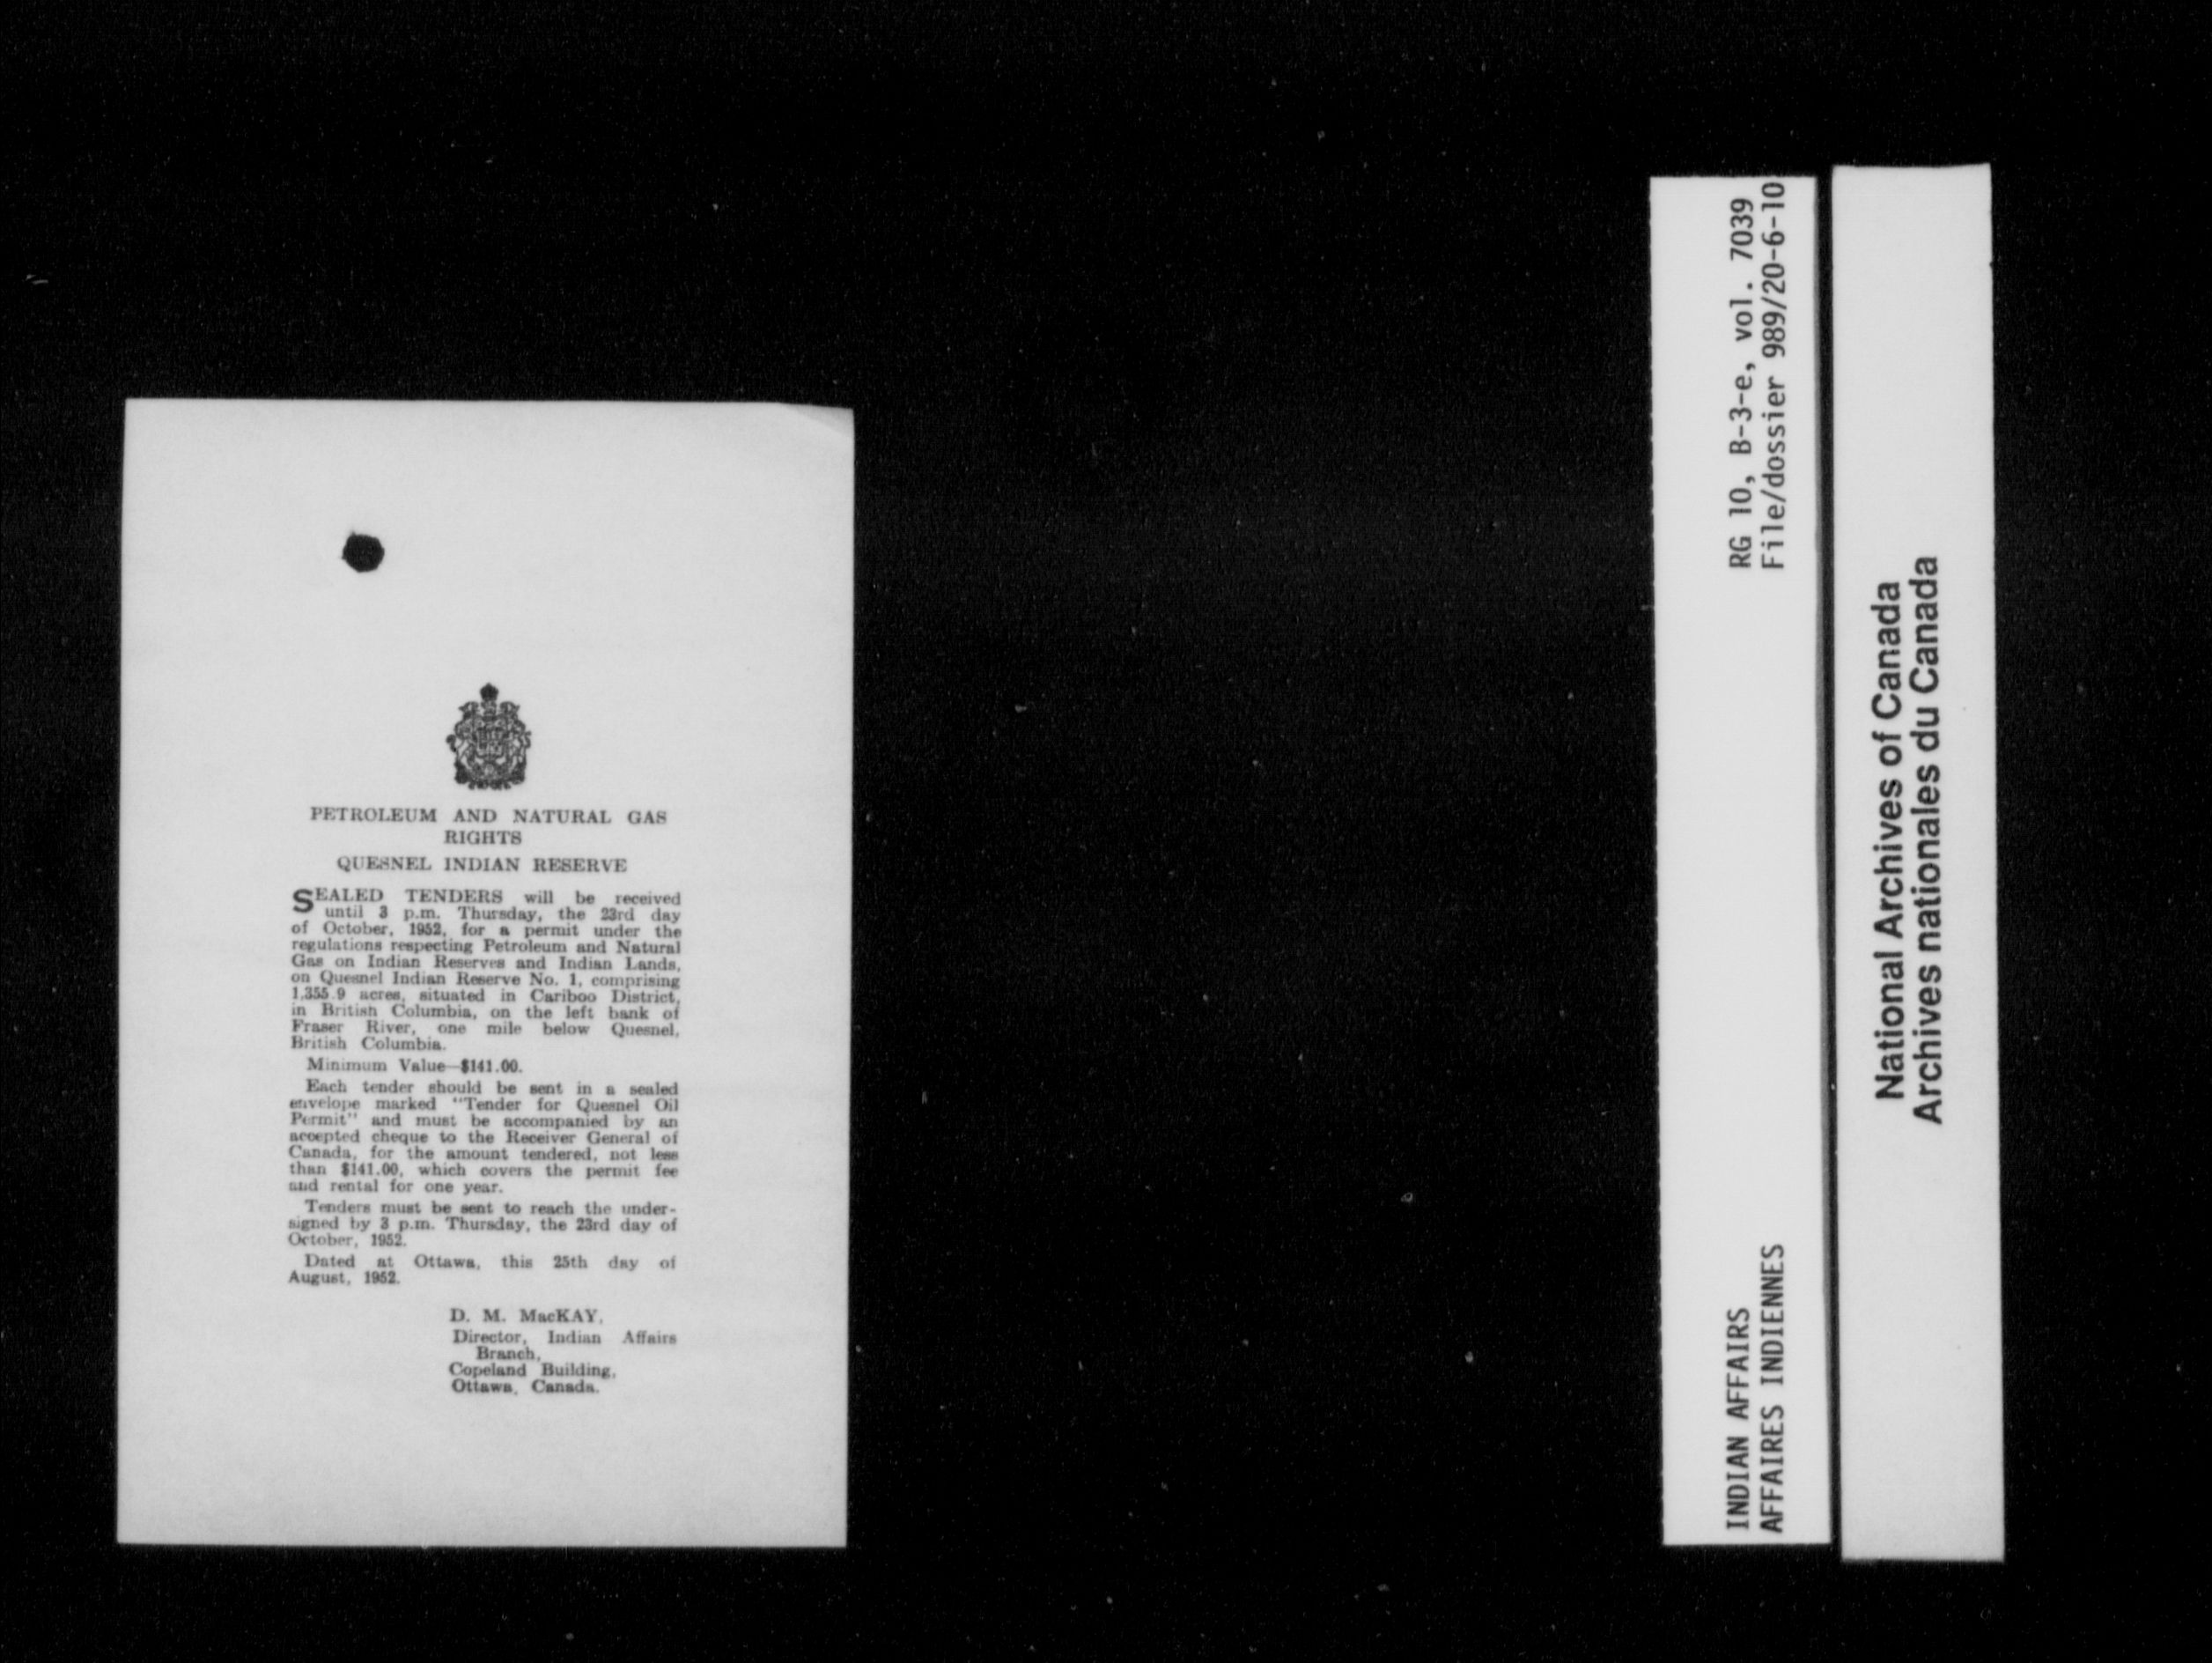 PETROLEUM AND NATURAL GAS
RIGHTS
QUESNEL INDIAN RESERVE
SEALED TENDERS will be received
until 3 p.m. Thursday, the 23rd day
of October, 1952, for a permit under the
regulations respecting Petroleum and Natural
Gas on Indian Reserves and Indian Lands,
on Quesnel Indian Reserve No. 1, comprising
1,355.9 acres, situated in Cariboo District,
in British Columbia, on the left bank of
Fraser River, one mile below Quesnel,
British Columbia.
Minimum Value—$141.00.
Each tender should be sent in a sealed
envelope marked "Tender for Quesnel Oil
Permit" and must be accompanied by an
accepted cheque to the Receiver General of
Canada, for the amount tendered, not less
than $141.00, which covers the permit fee
and rental for one year.
Tenders must be sent to reach the under-
signed by 3 p.m. Thursday, the 23rd day of
October, 1952.
Dated at Ottawa, this 25th day of
August, 1952.
D. M. MacKAY,
Director, Indian Affairs
Branch,
Copeland Building,
Ottawa, Canada.
INDIAN AFFAIRS
AFFAIRES INDIENNES
RG 10, B-3-e, vol. 7039
File/dossier 989/20-6-10
National Archives of Canada
Archives nationales du Canada